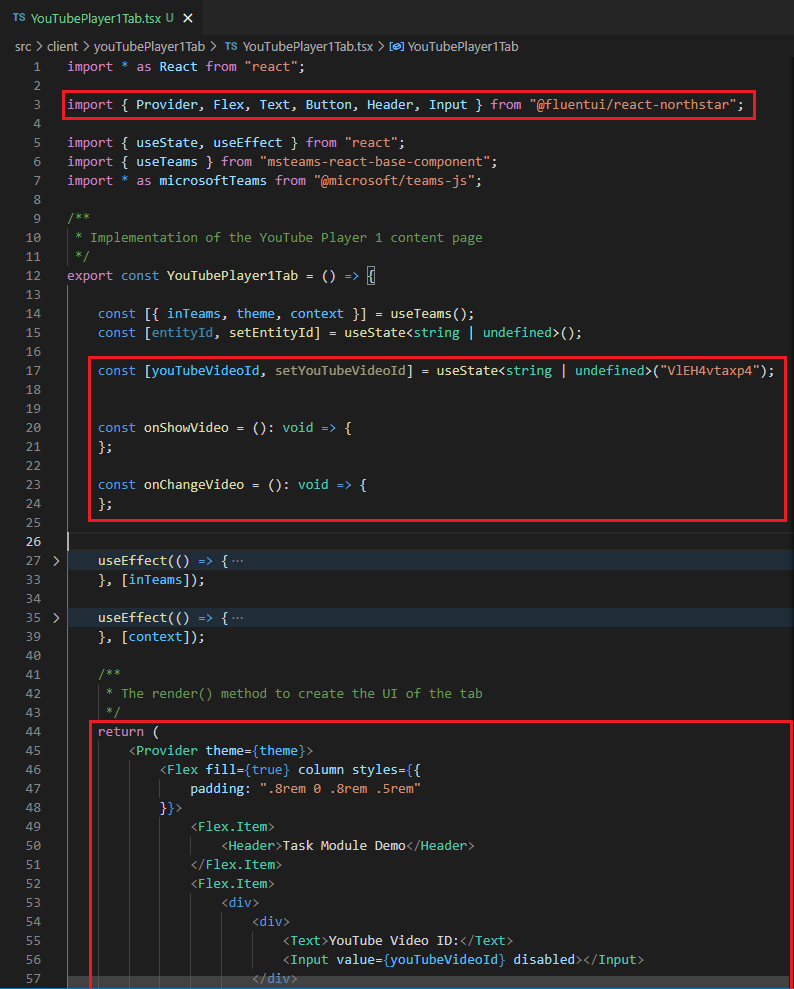 TS YouTubePlayer1Tab.tsx U ×
src > client > youTubePlayer1Tab > TS YouTubePlayer1Tab.tsx > YouTubePlayer1Tab
1 import * as React from "react";
2
3 import { Provider, Flex, Text, Button, Header, Input } from "@fluentui/react-northstar";
4
5 import { useState, useEffect } from "react";
6 import { useTeams } from "msteams-react-base-component";
7 import * as microsoftTeams from "@microsoft/teams-js";
8
9 /**
10 * Implementation of the YouTube Player 1 content page
11 */
12 export const YouTubePlayer1Tab = () => {
13
14 const [{ inTeams, theme, context }] = useTeams();
15 const [entityId, setEntityId] = useState<string | undefined>();
16
17 const [youTubeVideoId, setYouTubeVideoId] = useState<string | undefined>("VlEH4vtaxp4");
18
19
20 const onShowVideo = (): void => {
21 };
22
23 const onChangeVideo = (): void => {
24 };
25
26
27 > useEffect(() => { ...
33 }, [inTeams]);
34
35 > useEffect(() => { ...
39 }, [context]);
40
41 /**
42 * The render() method to create the UI of the tab
43 */
44 return (
45 <Provider theme={theme}>
46 <Flex fill={true} column styles={{
47 padding: ".8rem 0 .8rem .5rem"
48 }}>
49 <Flex.Item>
50 <Header>Task Module Demo</Header>
51 </Flex.Item>
52 <Flex.Item>
53 <div>
54 <div>
55 <Text>YouTube Video ID:</Text>
56 <Input value={youTubeVideoId} disabled></Input>
57 </div>